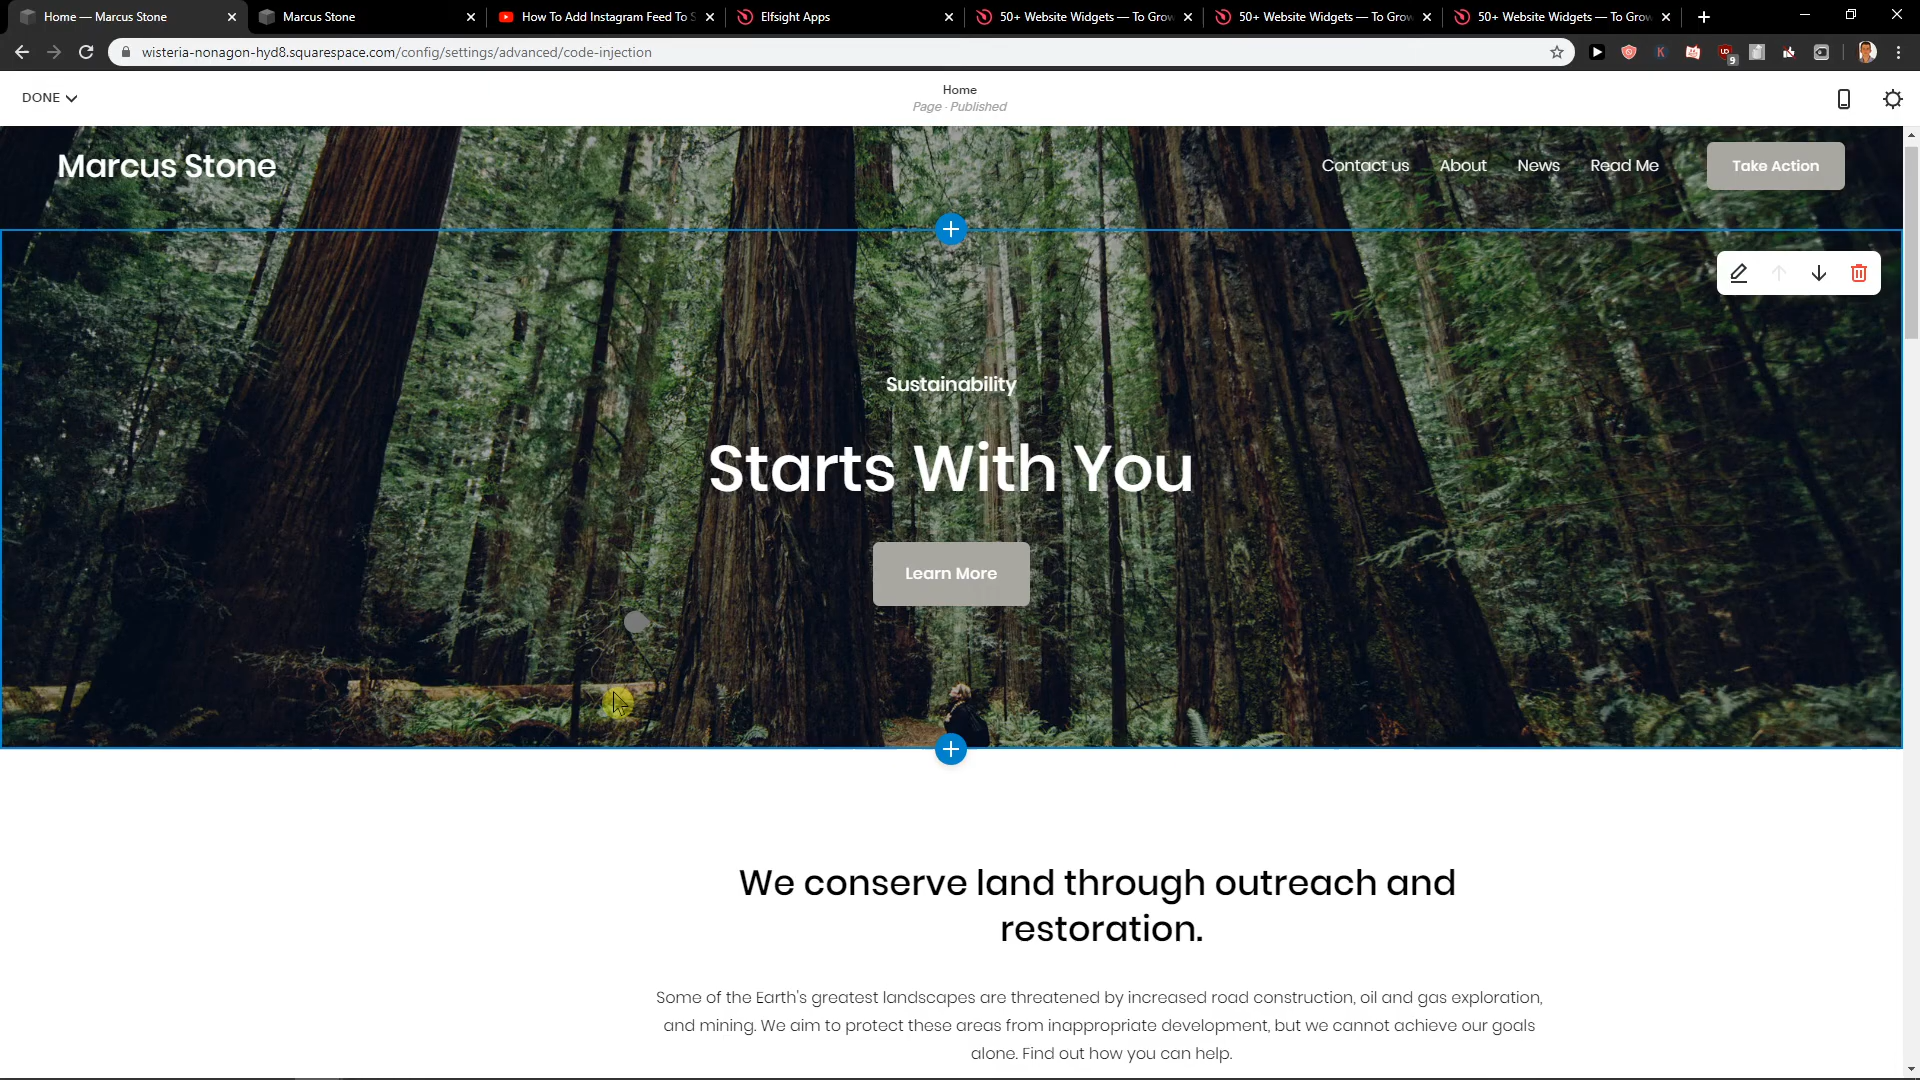 Home — Marcus Stone
Marcus Stone
How To Add Instagram Feed To S
Elfsight Apps
50+ Website Widgets — To Grow
50+ Website Widgets — To Grow
50+ Website Widgets — To Grow
wisteria-nonagon-hyd8.squarespace.com/config/settings/advanced/code-injection
9
DONE
Home
Page · Published
Marcus Stone
Contact us
About
News
Read Me
Take Action
Sustainability
Starts With You
Learn More
We conserve land through outreach and
restoration.
Some of the Earth's greatest landscapes are threatened by increased road construction, oil and gas exploration,
and mining. We aim to protect these areas from inappropriate development, but we cannot achieve our goals
alone. Find out how you can help.